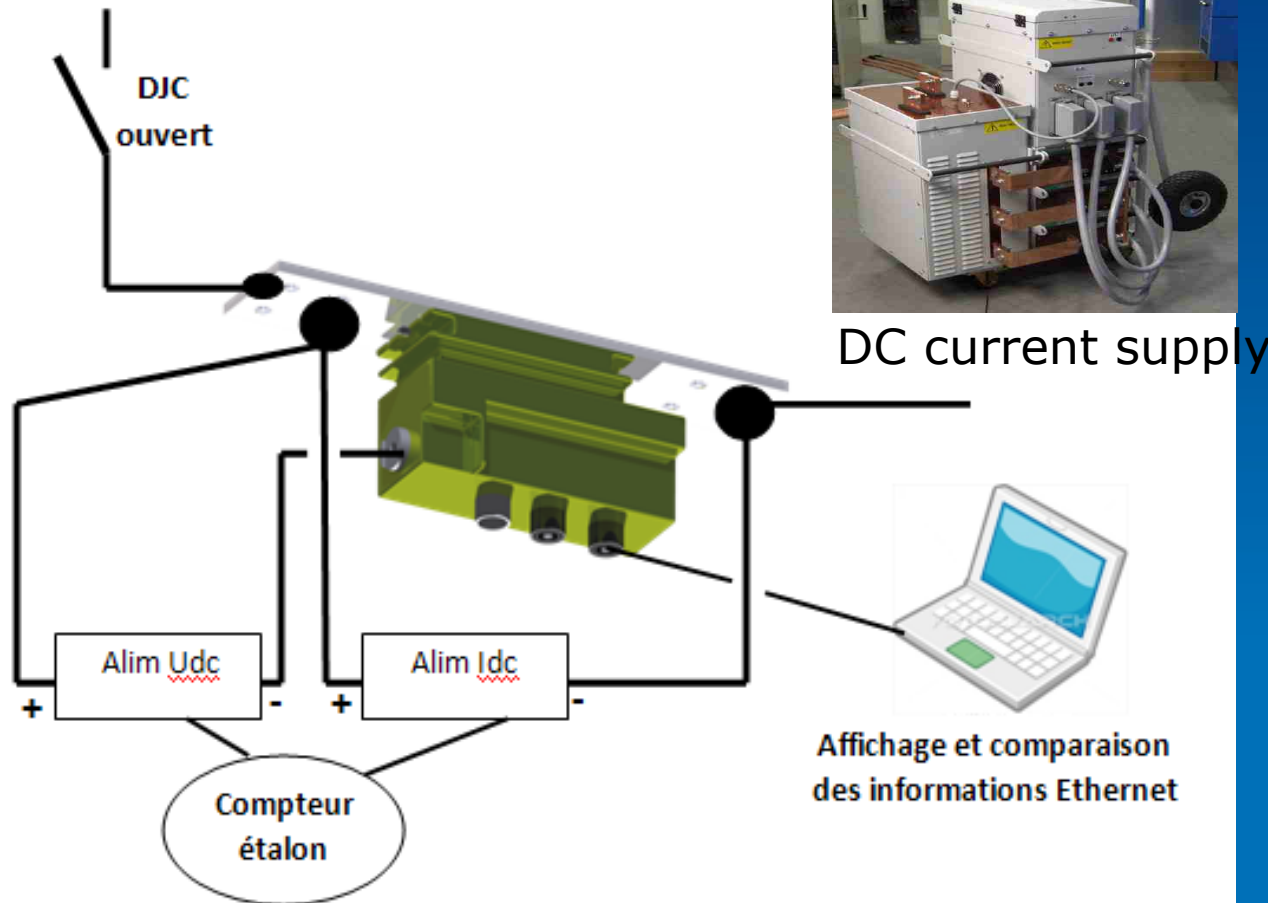 DJC
ouvert
DC current supply
Alim Udc
Alim Idc
+
-
+
-
Affichage et comparaison
des informations Ethernet
Compteur
étalon